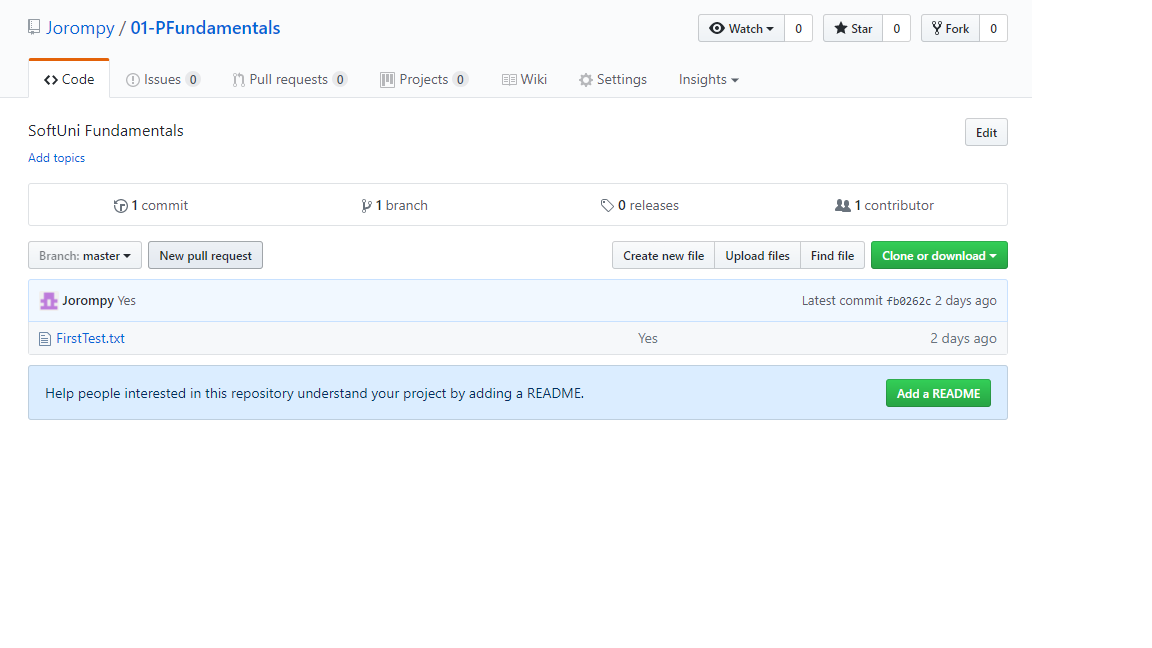 Jorompy / 01-PFundamentals Watch 0 Star 0 Fork 0
Code Issues 0 Pull requests 0 Projects 0 Wiki Settings Insights
SoftUni Fundamentals Edit
Add topics
1 commit 1 branch 0 releases 1 contributor
Branch: master New pull request Create new file Upload files Find file Clone or download
Jorompy Yes Latest commit fb0262c 2 days ago
FirstTest.txt Yes 2 days ago
Help people interested in this repository understand your project by adding a README. Add a README